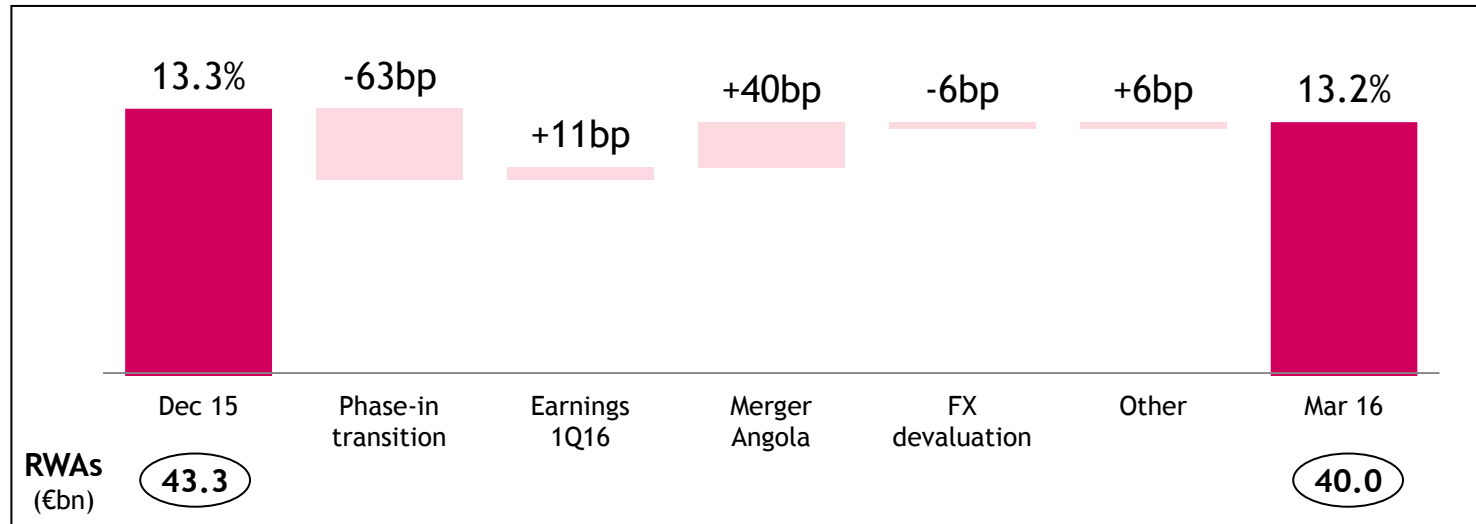 13.3%
-63bp
+11bp
+40bp
-6bp
+6bp
13.2%
Dec 15
Phase-in
transition
Earnings
1Q16
Merger
Angola
FX
devaluation
Other
Mar 16
RWAs
(€bn)
43.3
40.0